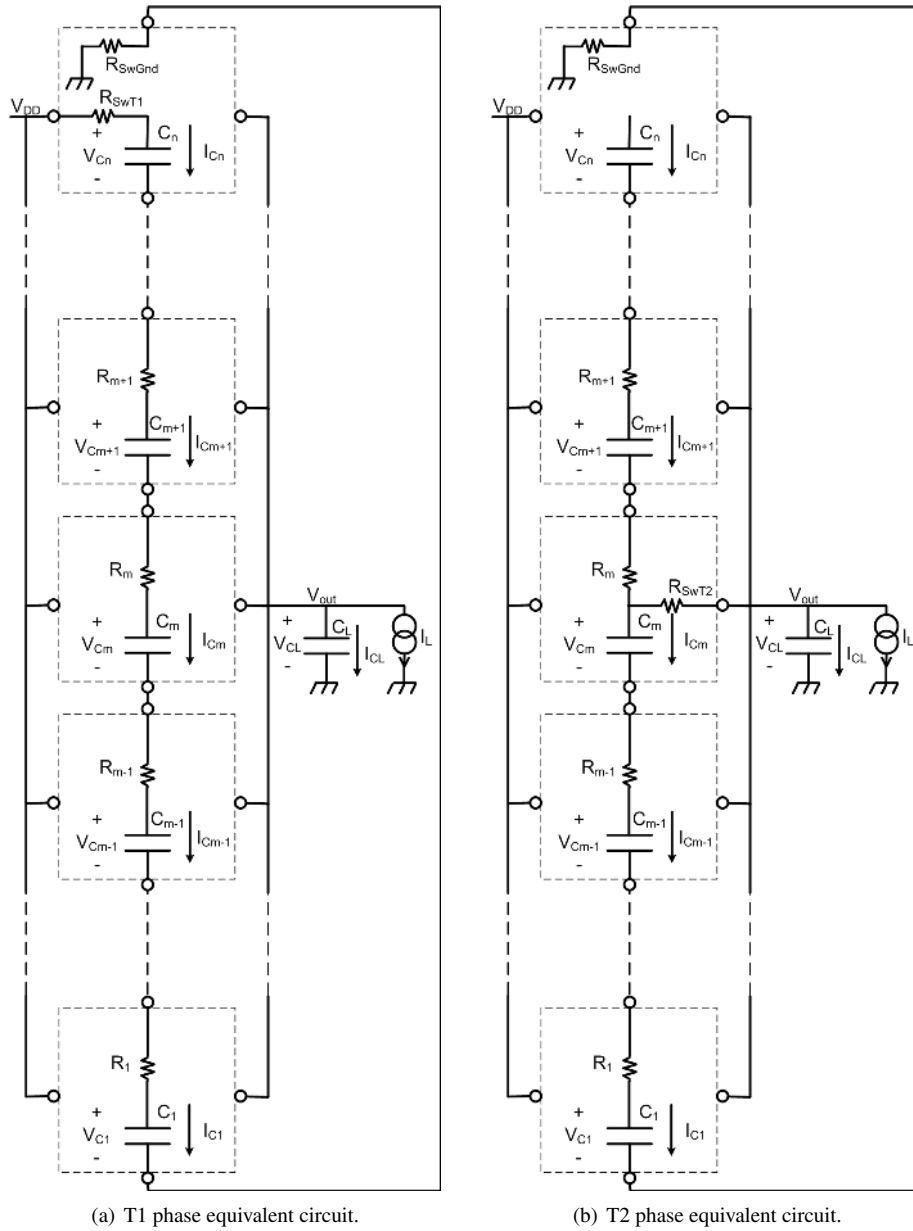 R_SwGnd
V_DD
R_SwT1
C_n
+
V_Cn
-
I_Cn
R_m+1
C_m+1
+
V_Cm+1
-
I_Cm+1
R_m
C_m
+
V_Cm
-
I_Cm
V_out
+
V_CL
-
C_L
I_CL
I_L
R_m-1
C_m-1
+
V_Cm-1
-
I_Cm-1
R_1
C_1
+
V_C1
-
I_C1
(a) T1 phase equivalent circuit.
R_SwGnd
V_DD
C_n
+
V_Cn
-
I_Cn
R_m+1
C_m+1
+
V_Cm+1
-
I_Cm+1
R_m
R_SwT2
C_m
+
V_Cm
-
I_Cm
V_out
+
V_CL
-
C_L
I_CL
I_L
R_m-1
C_m-1
+
V_Cm-1
-
I_Cm-1
R_1
C_1
+
V_C1
-
I_C1
(b) T2 phase equivalent circuit.